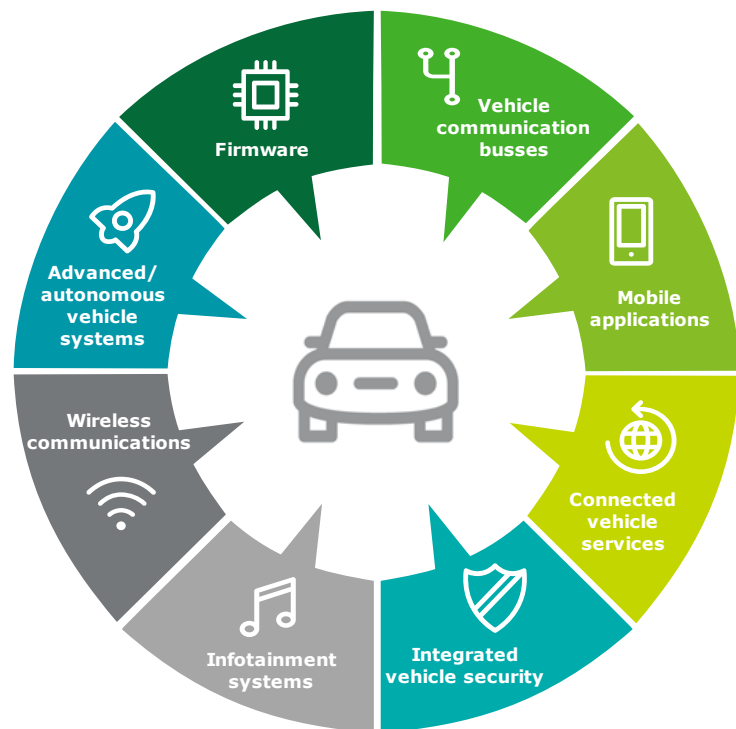 Firmware
Vehicle
communication
busses
Mobile
applications
Connected
vehicle
services
Integrated
vehicle security
Infotainment
systems
Wireless
communications
Advanced/
autonomous
vehicle
systems